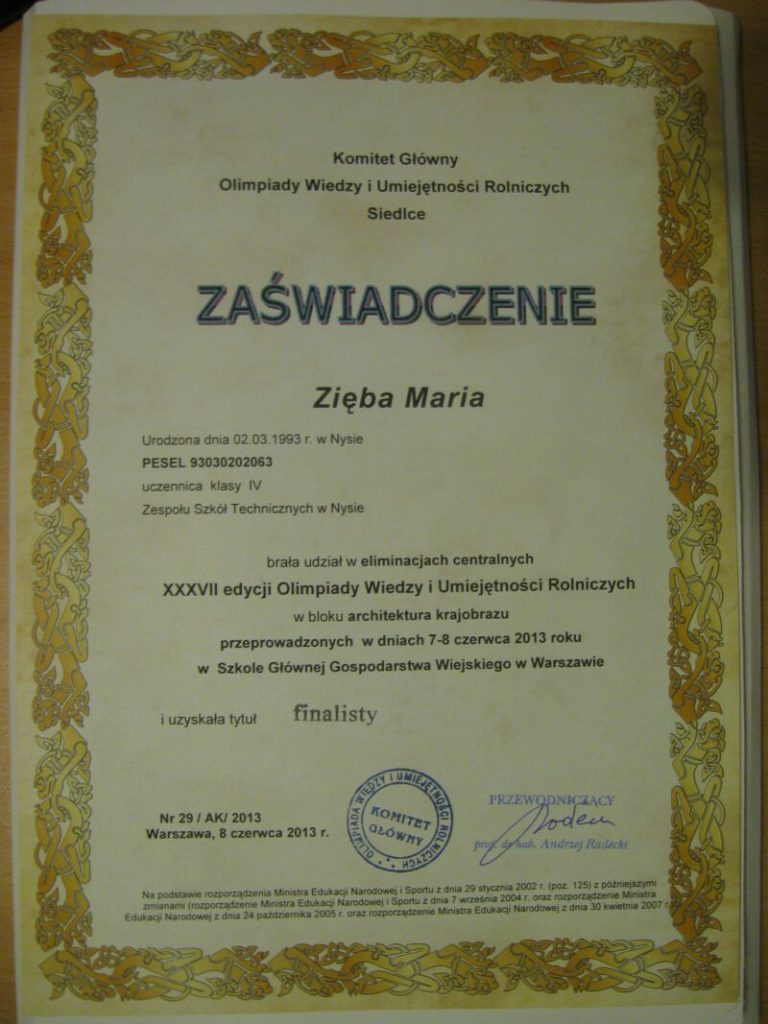 Komitet Główny
Olimpiady Wiedzy i Umiejętności Rolniczych
Siedlce
ZAŚWIADCZENIE
Zięba Maria
Urodzona dnia 02.03.1993 r. w Nysie
PESEL 93030202063
uczennica klasy IV
Zespołu Szkół Technicznych w Nysie
brała udział w eliminacjach centralnych
XXXVII edycji Olimpiady Wiedzy i Umiejętności Rolniczych
w bloku architektura krajobrazu
przeprowadzonych w dniach 7-8 czerwca 2013 roku
w Szkole Głównej Gospodarstwa Wiejskiego w Warszawie
i uzyskała tytuł finalisty
Nr 29 / AK/ 2013
Warszawa, 8 czerwca 2013 r.
OLIMPIADA WIEDZY I UMIEJĘTNOŚCI ROLNICZYCH
KOMITET
GŁÓWNY
PRZEWODNICZĄCY
prof. dr hab. Andrzej Radecki
Na podstawie rozporządzenia Ministra Edukacji Narodowej i Sportu z dnia 29 stycznia 2002 r. (poz. 125) z późniejszymi
zmianami (rozporządzenie Ministra Edukacji Narodowej i Sportu z dnia 7 września 2004 r. oraz rozporządzenie Ministra
Edukacji Narodowej z dnia 24 października 2005 r. oraz rozporządzenie Ministra Edukacji Narodowej z dnia 30 kwietnia 2007 r.